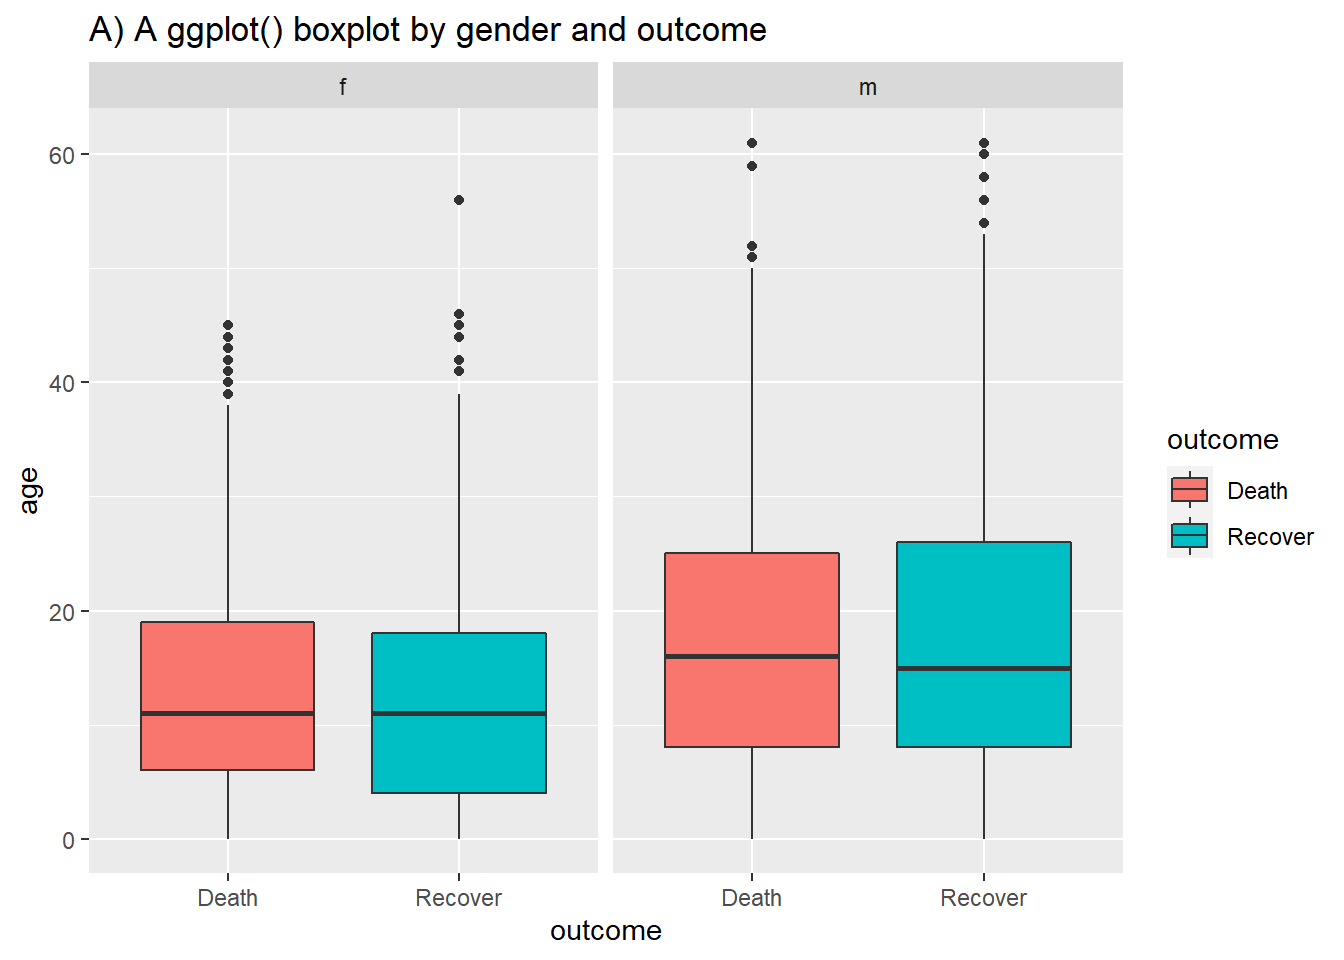 A) A ggplot() boxplot by gender and outcome
f
m
60
40
20
0
age
Death
Recover
Death
Recover
outcome
outcome
Death
Recover